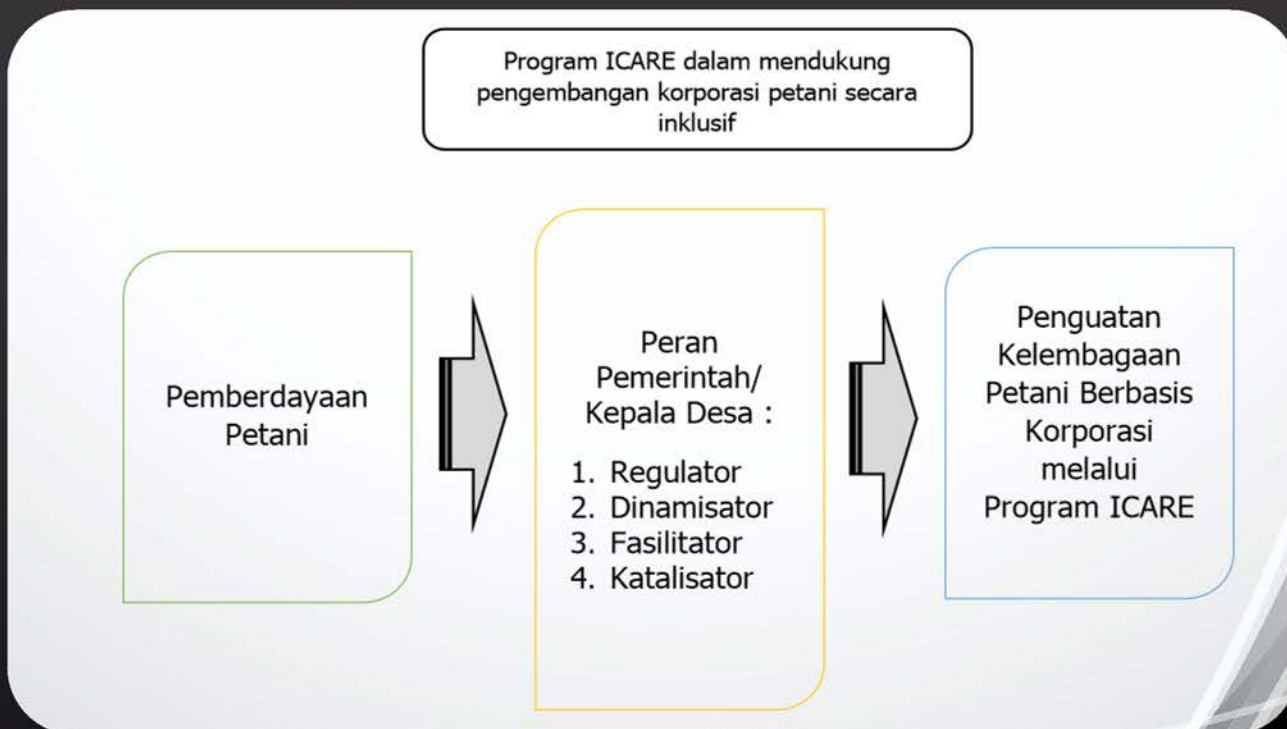 Program ICARE dalam mendukung
pengembangan korporasi petani secara
inklusif
Pemberdayaan
Petani
Peran
Pemerintah/
Kepala Desa :
1. Regulator
2. Dinamisator
3. Fasilitator
4. Katalisator
Penguatan
Kelembagaan
Petani Berbasis
Korporasi
melalui
Program ICARE